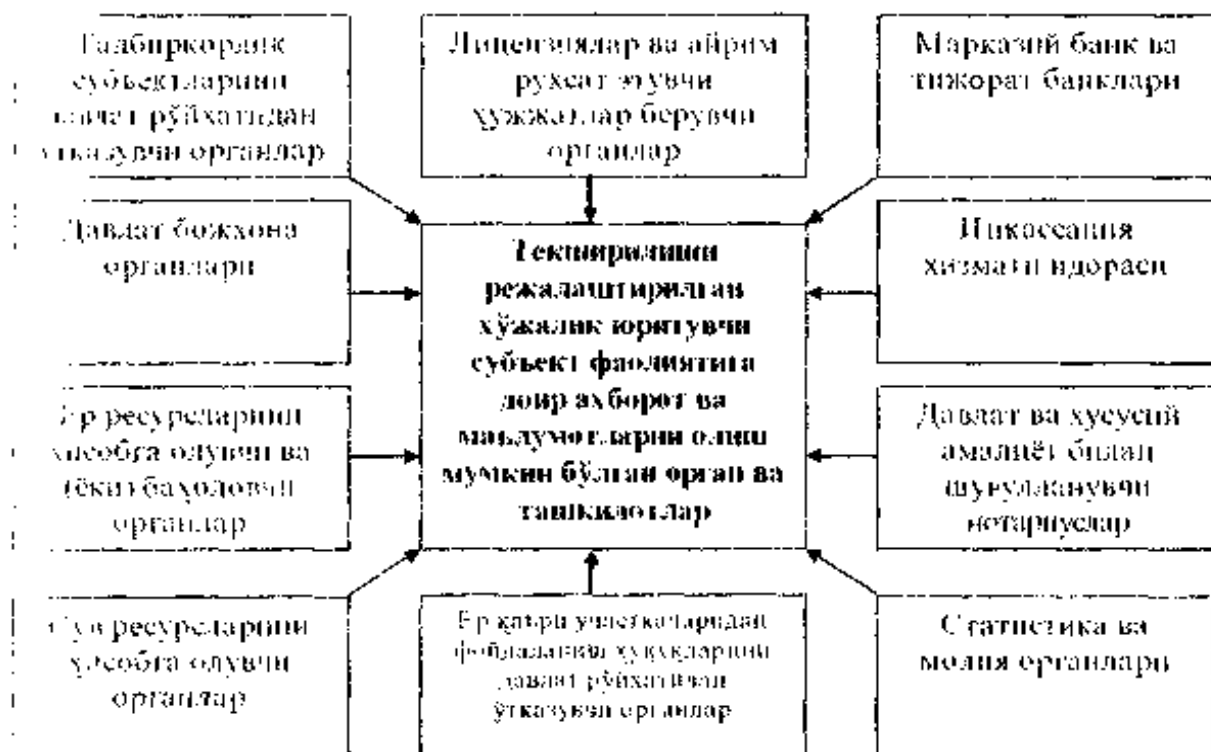 Тадбиркорлик
субъектларини
давлат рўйхатидан
ўтказувчи органлар
Лицензиялар ва айрим
рухсат этувчи
ҳужжатлар берувчи
органлар
Марказий банк ва
тижорат банклари
Давлат божхона
органлари
Текширилиши
режалаштирилган
хўжалик юритувчи
субъект фаолиятига
доир ахборот ва
маълумотларни олиш
мумкин бўлган орган ва
ташкилотлар
Инкассация
хизмати идораси
Ер ресурсларини
ҳисобга олувчи ва
(ёки) баҳоловчи
органлар
Давлат ва хусусий
амалиёт билан
шуғулланувчи
нотариуслар
Сув ресурсларини
ҳисобга олувчи
органлар
Ер қаъри участкаларидан
фойдаланиш ҳуқуқларини
давлат рўйхатидан
ўтказувчи органлар
Статистика ва
молия органлари